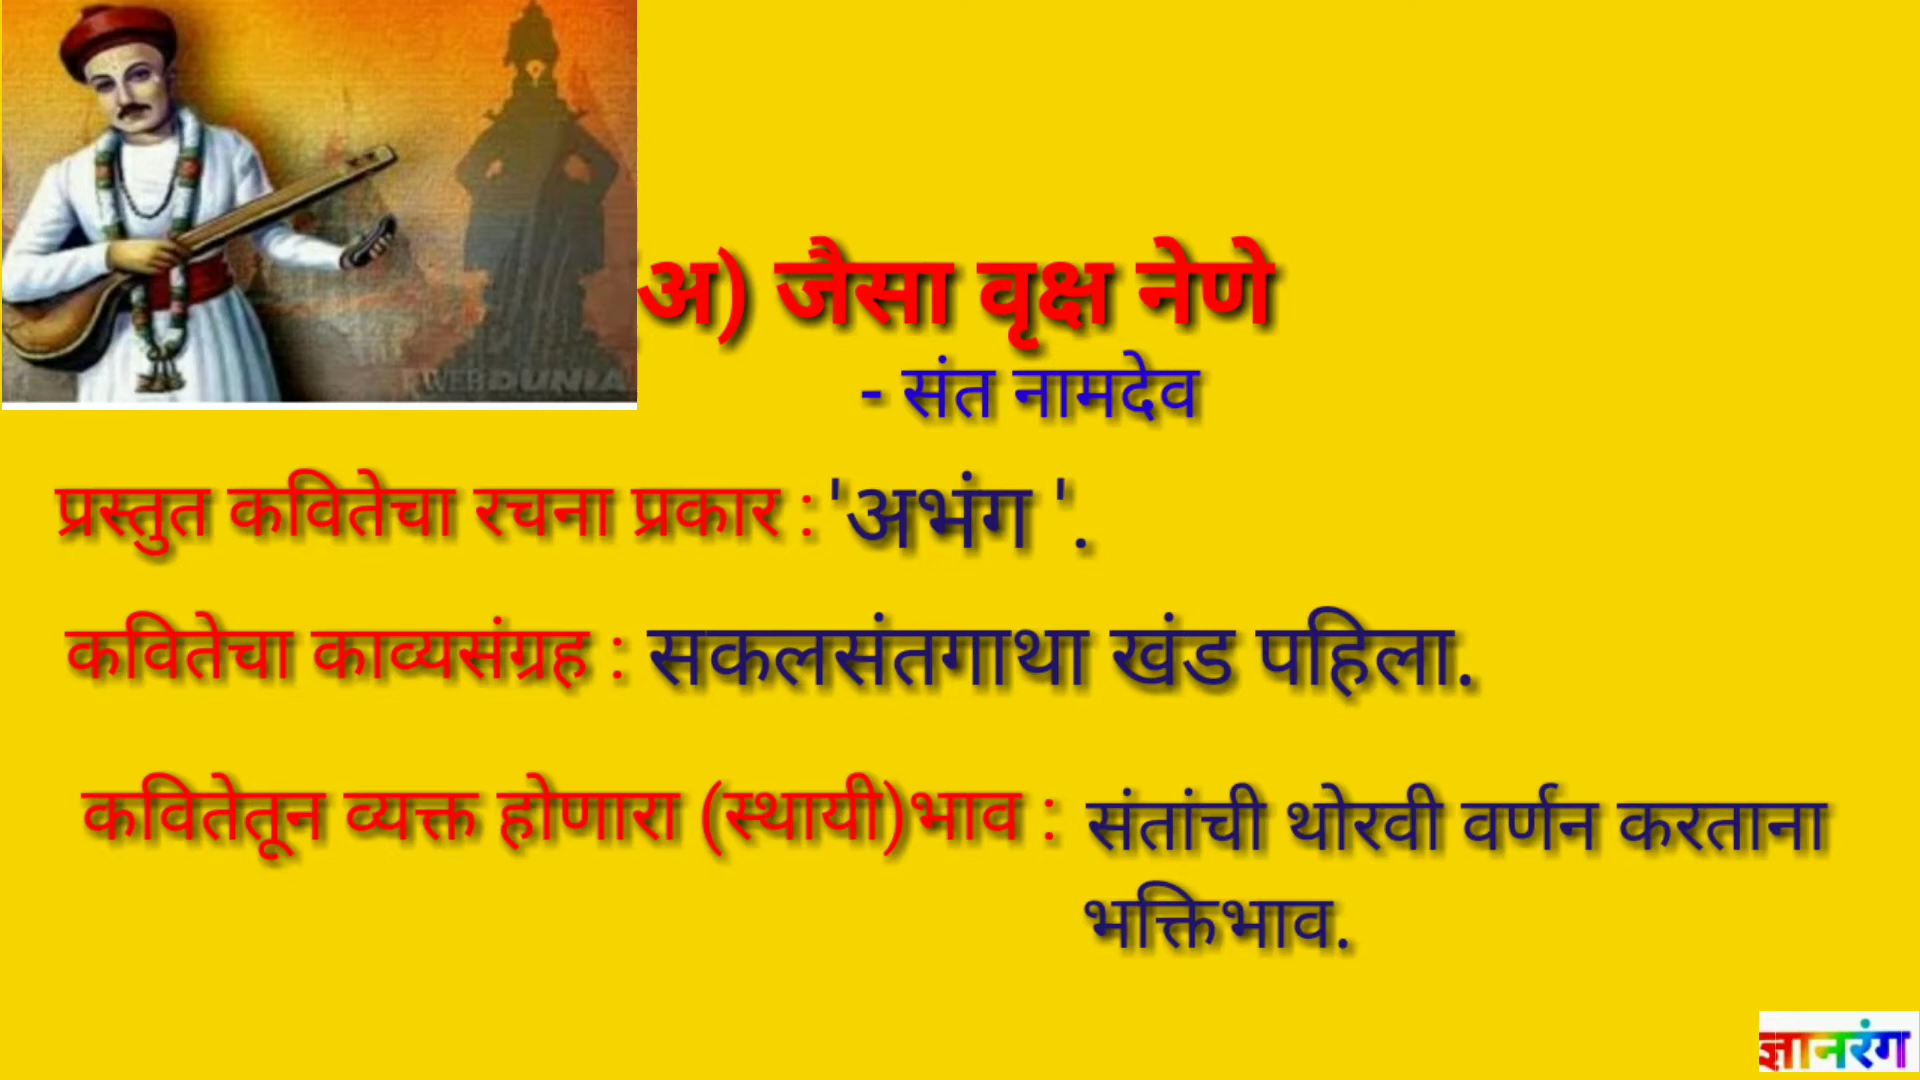 अ) जैसा वृक्ष नेणे
- संत नामदेव
प्रस्तुत कवितेचा रचना प्रकार : 'अभंग '.
कवितेचा काव्यसंग्रह : सकलसंतगाथा खंड पहिला.
कवितेतून व्यक्त होणारा (स्थायी)भाव : संतांची थोरवी वर्णन करताना
भक्तिभाव.
WEBDUNIA
ज्ञानरंग